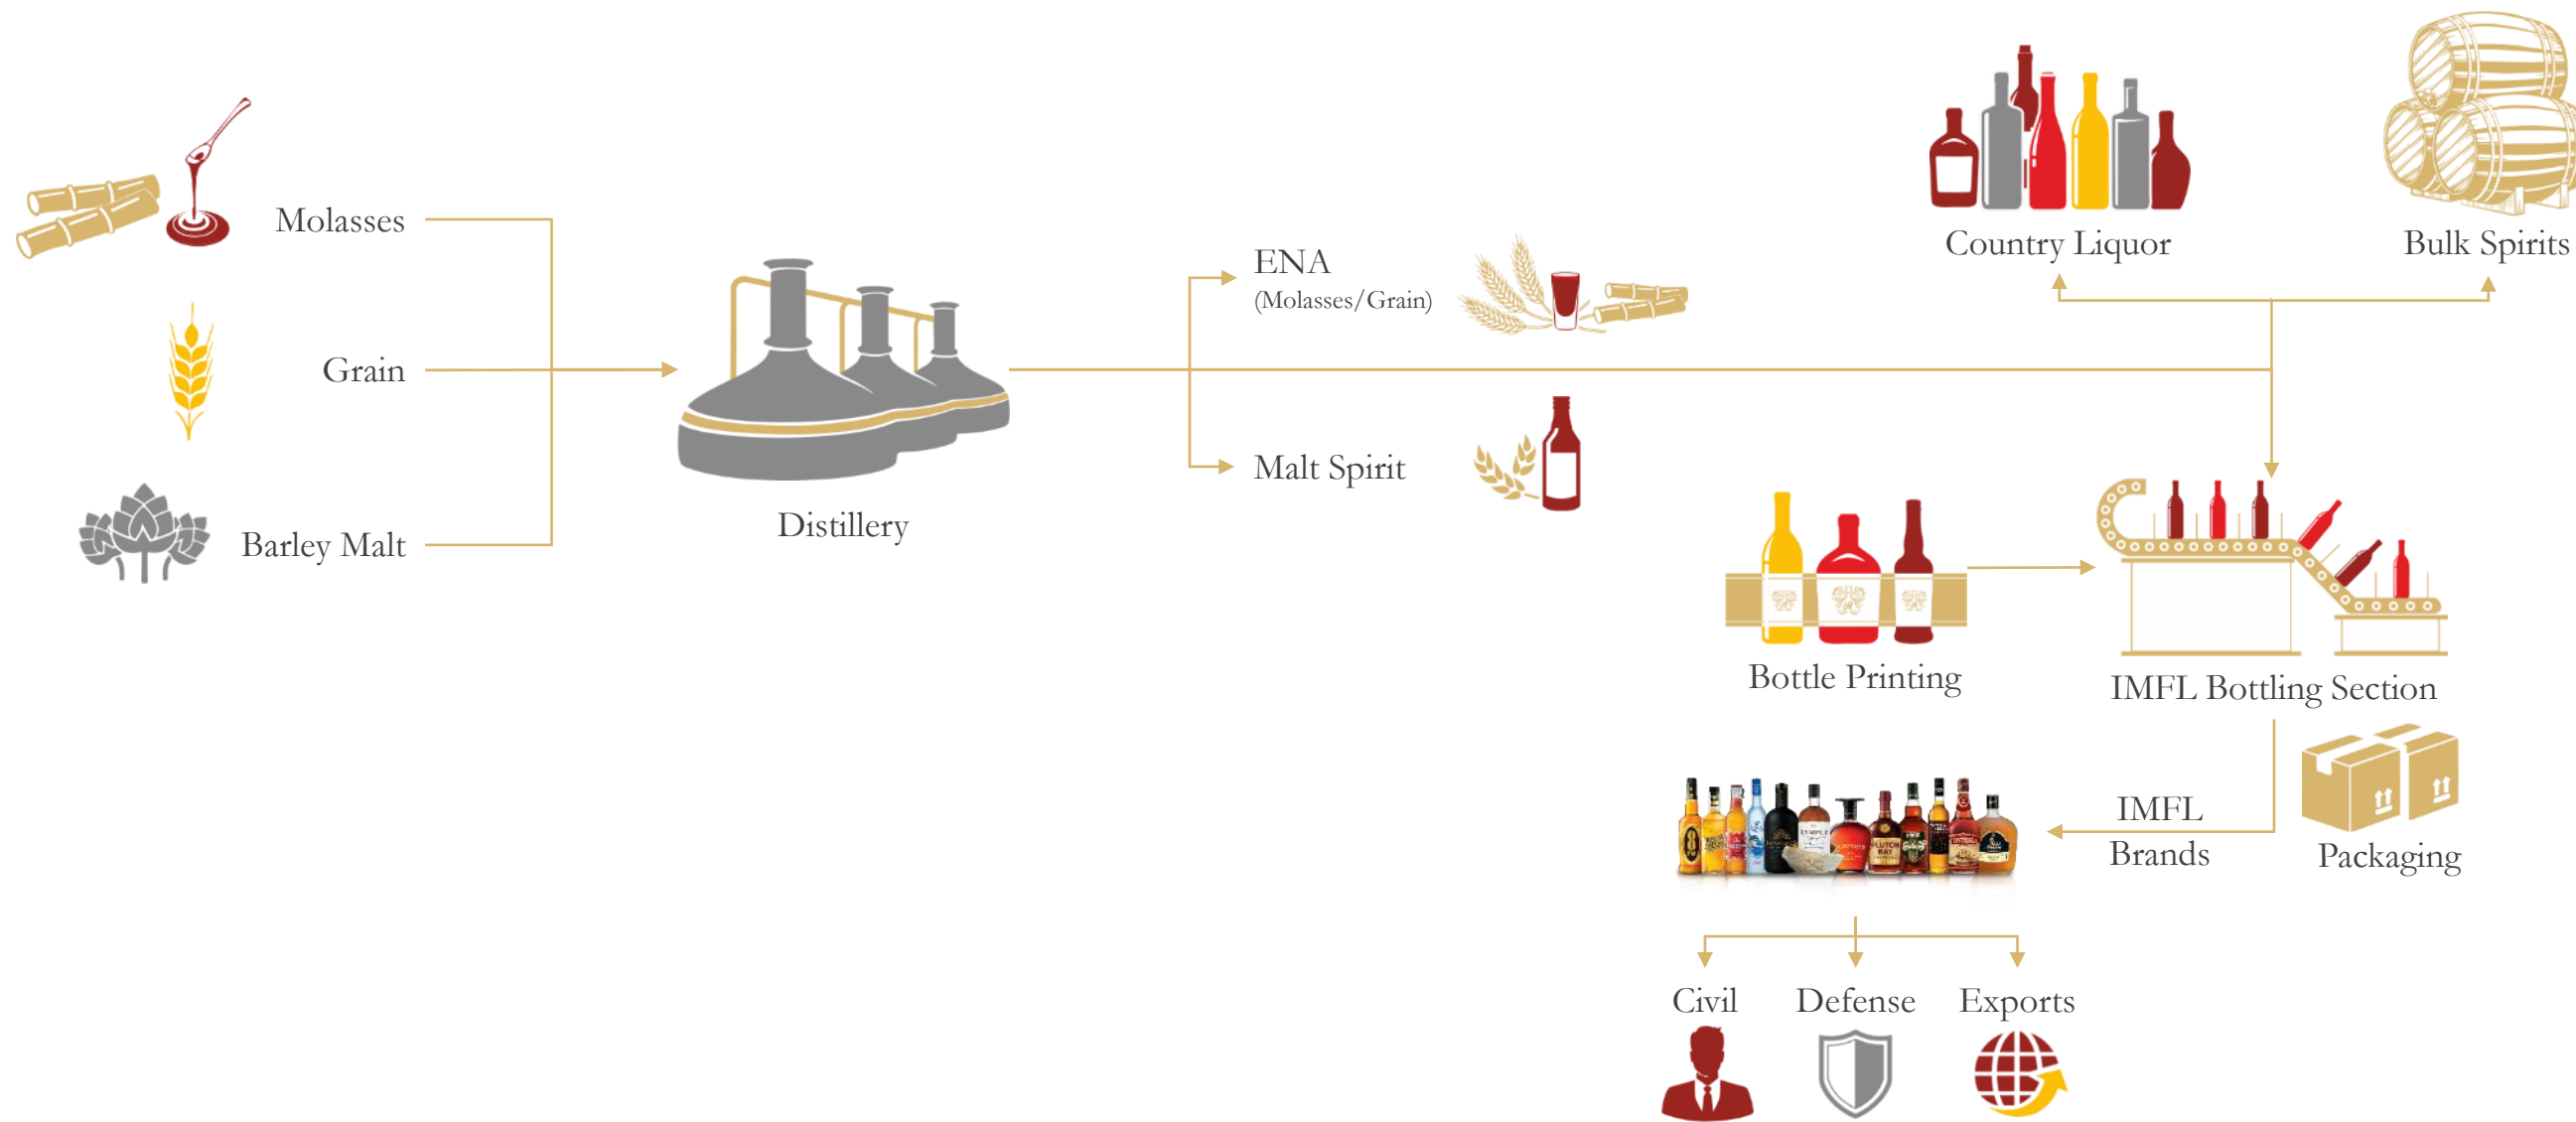 Molasses
Grain
Barley Malt
Distillery
ENA
(Molasses/Grain)
Malt Spirit
Country Liquor
Bulk Spirits
Bottle Printing
IMFL Bottling Section
IMFL
Brands
Packaging
Civil
Defense
Exports